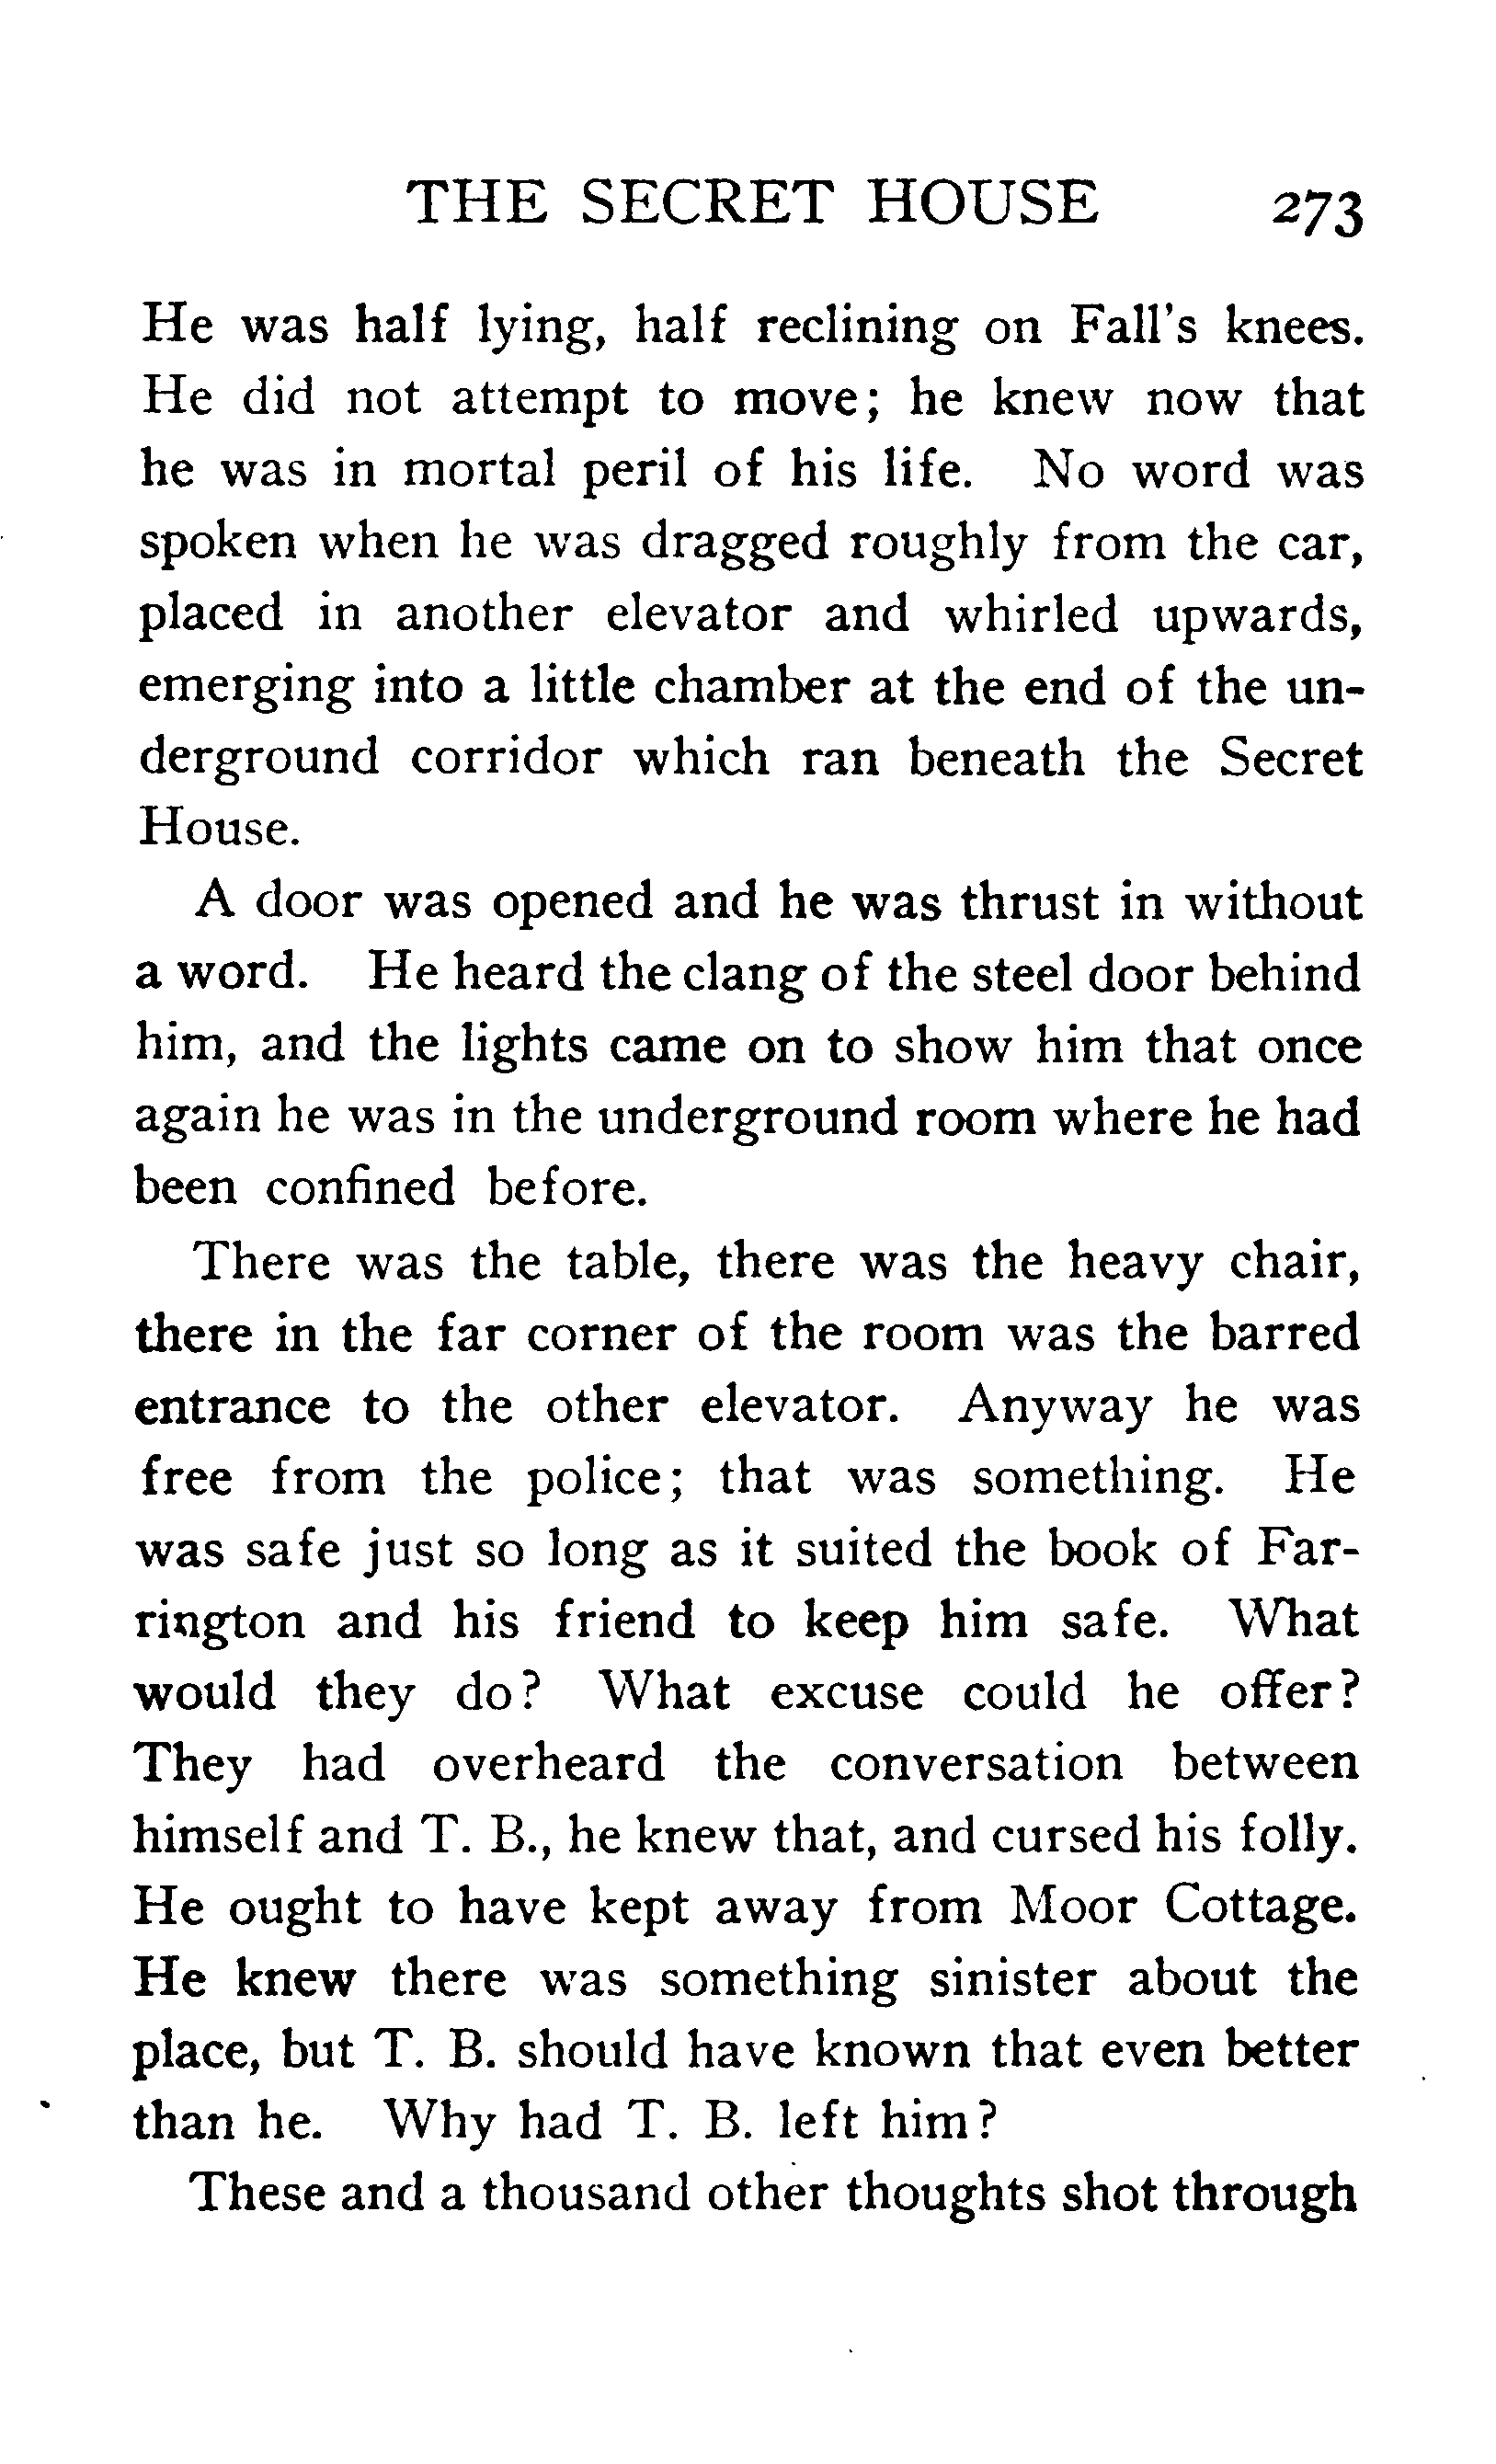 THE SECRET HOUSE 273
He was half lying, half reclining on Fall's knees.
He did not attempt to move; he knew now that
he was in mortal peril of his life. No word was
spoken when he was dragged roughly from the car,
placed in another elevator and whirled upwards,
emerging into a little chamber at the end of the un-
derground corridor which ran beneath the Secret
House.
A door was opened and he was thrust in without
a word. He heard the clang of the steel door behind
him, and the lights came on to show him that once
again he was in the underground room where he had
been confined before.
There was the table, there was the heavy chair,
there in the far corner of the room was the barred
entrance to the other elevator. Anyway he was
free from the police; that was something. He
was safe just so long as it suited the book of Far-
rington and his friend to keep him safe. What
would they do? What excuse could he offer?
They had overheard the conversation between
himself and T. B., he knew that, and cursed his folly.
He ought to have kept away from Moor Cottage.
He knew there was something sinister about the
place, but T. B. should have known that even better
than he. Why had T. B. left him?
These and a thousand other thoughts shot through